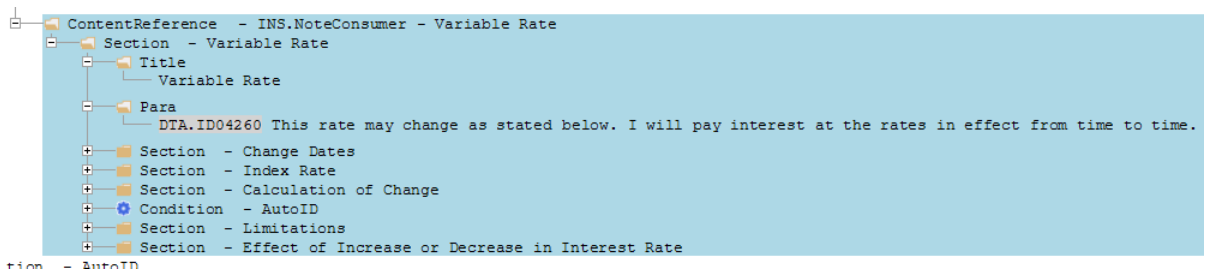 ContentReference - INS.NoteConsumer - Variable Rate
Section - Variable Rate
Title
Variable Rate
Para
DTA.ID04260 This rate may change as stated below. I will pay interest at the rates in effect from time to time.
Section - Change Dates
Section - Index Rate
Section - Calculation of Change
Condition - AutoID
Section - Limitations
Section - Effect of Increase or Decrease in Interest Rate
tion - AutoID